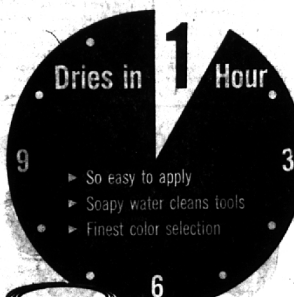 Dries in 1 Hour
9
3
▸ So easy to apply
▸ Soapy water cleans tools
▸ Finest color selection
6